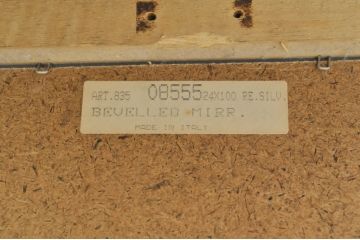 ART.835 08555 24X100 RE.SILV.
BEVELLED MIRR.
MADE IN ITALY